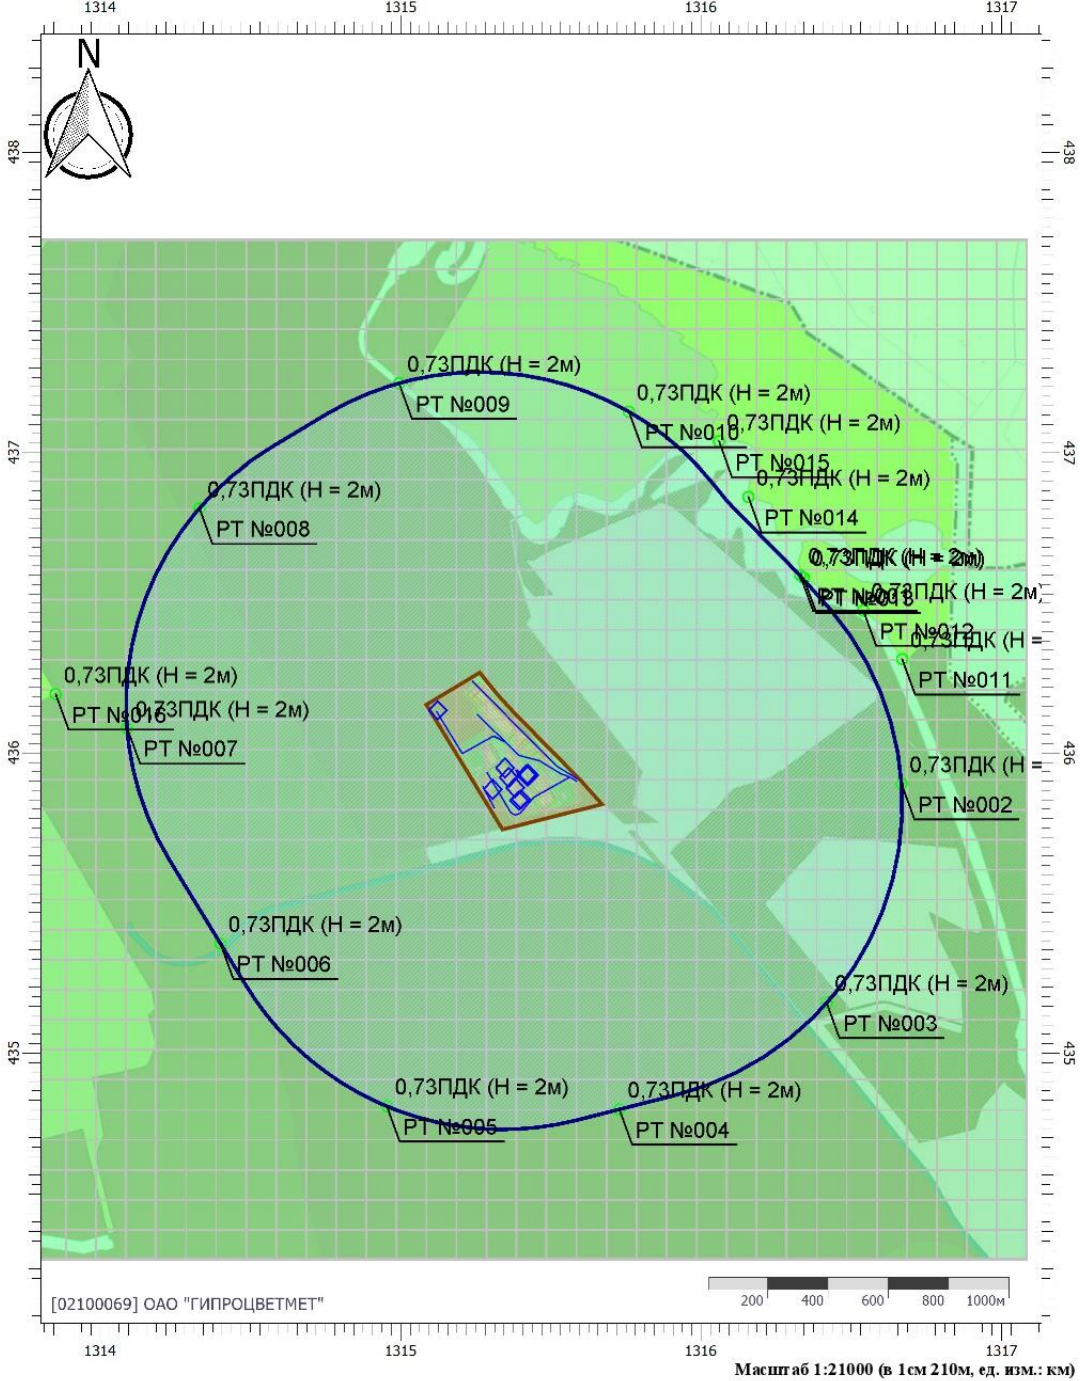 1314 1315 1316 1317
N
438 438
0,73ПДК (Н = 2м)
РТ №009
0,73ПДК (Н = 2м)
РТ №010
0,73ПДК (Н = 2м)
РТ №015
437 437
0,73ПДК (Н = 2м)
РТ №014
0,73ПДК (Н = 2м)
РТ №008
0,73ПДК (Н = 2м)
0,73ПДК (Н = 2м)
РТ №012
0,73ПДК (Н =
РТ №011
0,73ПДК (Н = 2м)
РТ №016
0,73ПДК (Н = 2м)
РТ №007
436 436
0,73ПДК (Н =
РТ №002
0,73ПДК (Н = 2м)
РТ №006
0,73ПДК (Н = 2м)
РТ №003
435 435
0,73ПДК (Н = 2м)
РТ №005
0,73ПДК (Н = 2м)
РТ №004
[02100069] ОАО "ГИПРОЦВЕТМЕТ"
200 400 600 800 1000м
1314 1315 1316 1317
Масштаб 1:21000 (в 1см 210м, ед. изм.: км)